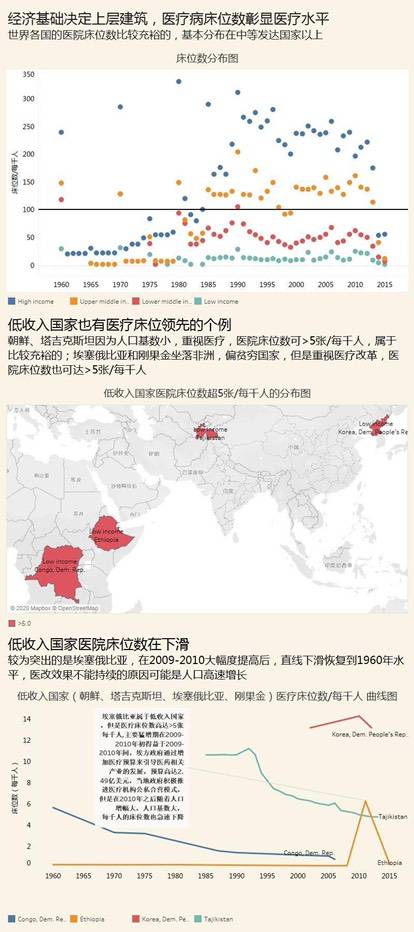 经济基础决定上层建筑，医疗病床位数彰显医疗水平
世界各国的医院床位数比较充裕的，基本分布在中等发达国家以上
床位数分布图
床位数/每千人
350
300
250
200
150
100
50
0
1960 1965 1970 1975 1980 1985 1990 1995 2000 2005 2010 2015
High income
Upper middle in..
Lower middle in..
Low income
低收入国家也有医疗床位领先的个例
朝鲜、塔吉克斯坦因为人口基数小，重视医疗，医院床位数可>5张/每千人，属于
比较充裕的；埃塞俄比亚和刚果金坐落非洲，偏贫穷国家，但是重视医疗改革，医
院床位数也可达>5张/每千人
低收入国家医院床位数超5张/每千人的分布图
Low income
Tajikistan
Low income
Korea, Dem. People's Re
中国
印度
Low income
Ethiopia
Low income
Congo, Dem. Rep.
© 2020 Mapbox © OpenStreetMap
>5.0
低收入国家医院床位数在下滑
较为突出的是埃塞俄比亚，在2009-2010大幅度提高后，直线下滑恢复到1960年水
平，医改效果不能持续的原因可能是人口高速增长
低收入国家（朝鲜、塔吉克斯坦、埃塞俄比亚、刚果金）医疗床位数/每千人 曲线图
床位数（每千人）
14
12
10
8
6
4
2
0
埃塞俄比亚属于低收入国家
，但是医疗床位数高达>5张
每千人,主要猛增期在2009-
2010年初得益于2009-
2010年间，埃方政府通过增
加医疗预算来引导医药相关
产业的发展，预算高达2.
49亿美元，当地政府积极推
进医疗机构公私合营模式，
但是在2010年之后随着人口
增幅大，人口基数大，
每千人的床位数也急速下降
Korea, Dem. People's Rep.
Tajikistan
Congo, Dem. Rep.
Ethiopia
1960 1965 1970 1975 1980 1985 1990 1995 2000 2005 2010 2015
Congo, Dem. Re..
Ethiopia
Korea, Dem. Pe..
Tajikistan